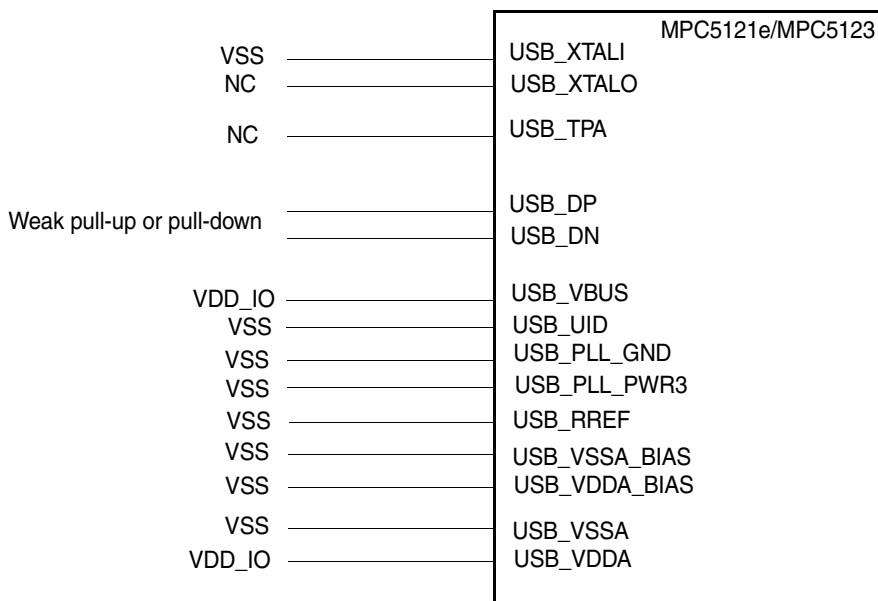 MPC5121e/MPC5123
VSS USB_XTALI
NC USB_XTALO
NC USB_TPA
USB_DP
Weak pull-up or pull-down
USB_DN
VDD_IO USB_VBUS
VSS USB_UID
VSS USB_PLL_GND
VSS USB_PLL_PWR3
VSS USB_RREF
VSS USB_VSSA_BIAS
VSS USB_VDDA_BIAS
VSS USB_VSSA
VDD_IO USB_VDDA